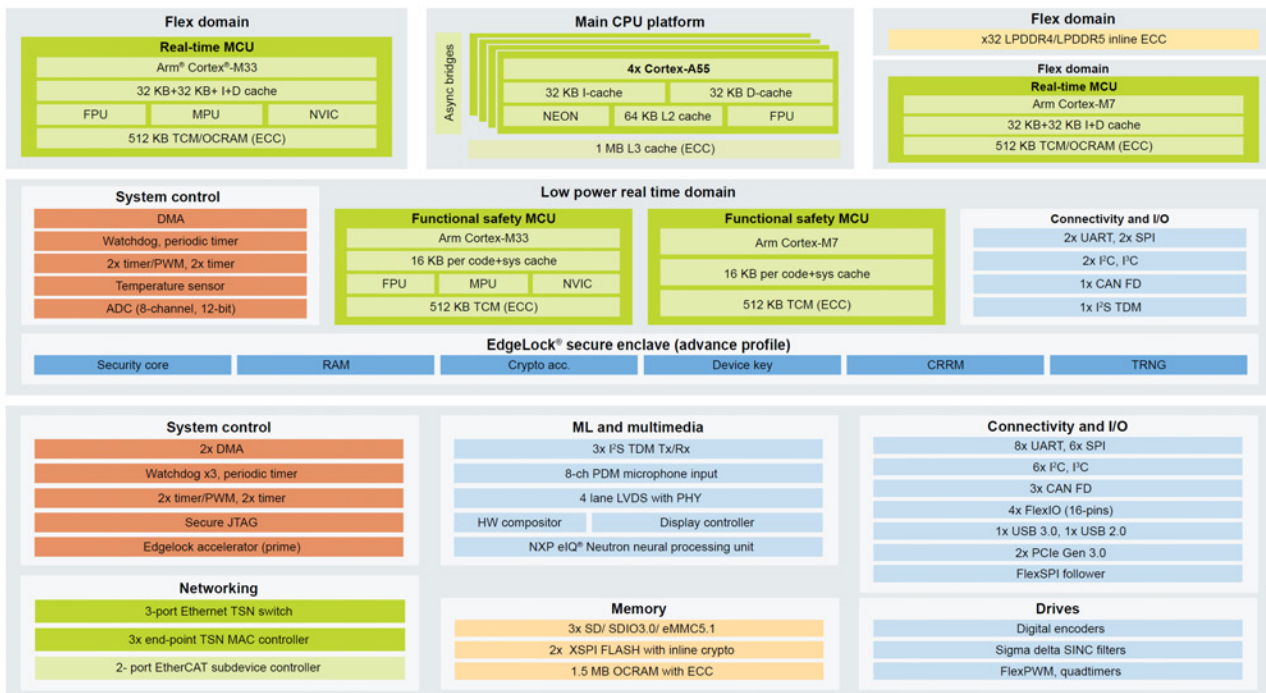 Flex domain
Real-time MCU
Arm® Cortex®-M33
32 KB+32 KB+ I+D cache
FPU MPU NVIC
512 KB TCM/OCRAM (ECC)
Main CPU platform
Async bridges
4x Cortex-A55
32 KB I-cache 32 KB D-cache
NEON 64 KB L2 cache FPU
1 MB L3 cache (ECC)
Flex domain
x32 LPDDR4/LPDDR5 inline ECC
Flex domain
Real-time MCU
Arm Cortex-M7
32 KB+32 KB I+D cache
512 KB TCM/OCRAM (ECC)
Low power real time domain
System control
DMA
Watchdog, periodic timer
2x timer/PWM, 2x timer
Temperature sensor
ADC (8-channel, 12-bit)
Functional safety MCU
Arm Cortex-M33
16 KB per code+sys cache
FPU MPU NVIC
512 KB TCM (ECC)
Functional safety MCU
Arm Cortex-M7
16 KB per code+sys cache
512 KB TCM (ECC)
Connectivity and I/O
2x UART, 2x SPI
2x I²C, I³C
1x CAN FD
1x I²S TDM
EdgeLock® secure enclave (advance profile)
Security core RAM Crypto acc. Device key CRRM TRNG
System control
2x DMA
Watchdog x3, periodic timer
2x timer/PWM, 2x timer
Secure JTAG
Edgelock accelerator (prime)
ML and multimedia
3x I²S TDM Tx/Rx
8-ch PDM microphone input
4 lane LVDS with PHY
HW compositor Display controller
NXP eIQ® Neutron neural processing unit
Connectivity and I/O
8x UART, 6x SPI
6x I²C, I³C
3x CAN FD
4x FlexIO (16-pins)
1x USB 3.0, 1x USB 2.0
2x PCIe Gen 3.0
FlexSPI follower
Networking
3-port Ethernet TSN switch
3x end-point TSN MAC controller
2- port EtherCAT subdevice controller
Memory
3x SD/ SDIO3.0/ eMMC5.1
2x XSPI FLASH with inline crypto
1.5 MB OCRAM with ECC
Drives
Digital encoders
Sigma delta SINC filters
FlexPWM, quadtimers